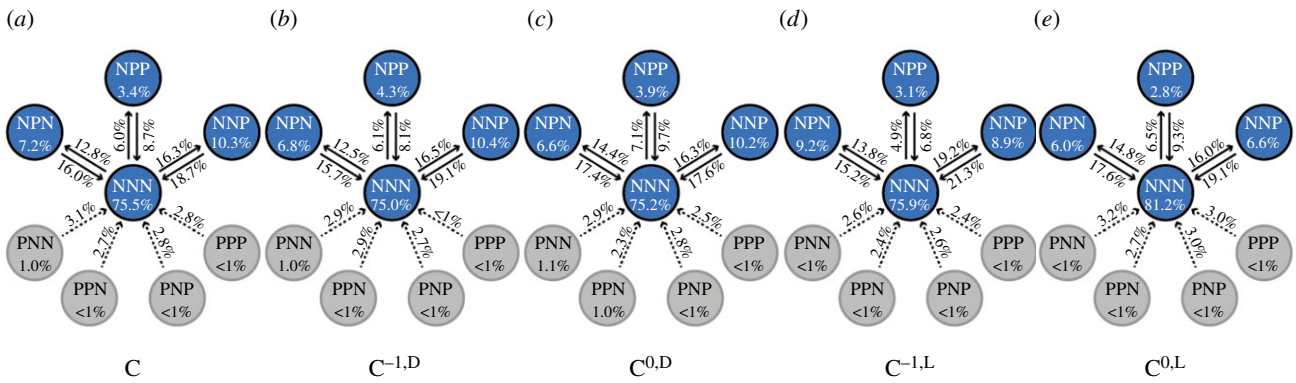 (a) (b) (c) (d) (e)
NPP
3.4%
NPN
7.2%
NNP
10.3%
6.0%
8.7%
12.8%
16.0%
16.3%
18.7%
NNN
75.5%
3.1%
2.7%
2.8%
2.8%
PNN
1.0%
PPN
<1%
PNP
<1%
PPP
<1%
C
NPP
4.3%
NPN
6.8%
NNP
10.4%
6.1%
8.1%
12.5%
15.7%
16.5%
19.1%
NNN
75.0%
2.9%
2.9%
2.7%
<1%
PNN
1.0%
PPN
<1%
PNP
<1%
PPP
<1%
C–1,D
NPP
3.9%
NPN
6.6%
NNP
10.2%
7.1%
9.7%
14.4%
17.4%
16.3%
17.6%
NNN
75.2%
2.9%
2.3%
2.8%
2.5%
PNN
1.1%
PPN
1.0%
PNP
<1%
PPP
<1%
C0,D
NPP
3.1%
NPN
9.2%
NNP
8.9%
4.9%
6.8%
13.8%
15.2%
19.2%
21.3%
NNN
75.9%
2.6%
2.4%
2.6%
2.4%
PNN
<1%
PPN
<1%
PNP
<1%
PPP
<1%
C–1,L
NPP
2.8%
NPN
6.0%
NNP
6.6%
6.5%
9.3%
14.8%
17.6%
16.0%
19.1%
NNN
81.2%
3.2%
2.7%
3.0%
3.0%
PNN
<1%
PPN
<1%
PNP
<1%
PPP
<1%
C0,L